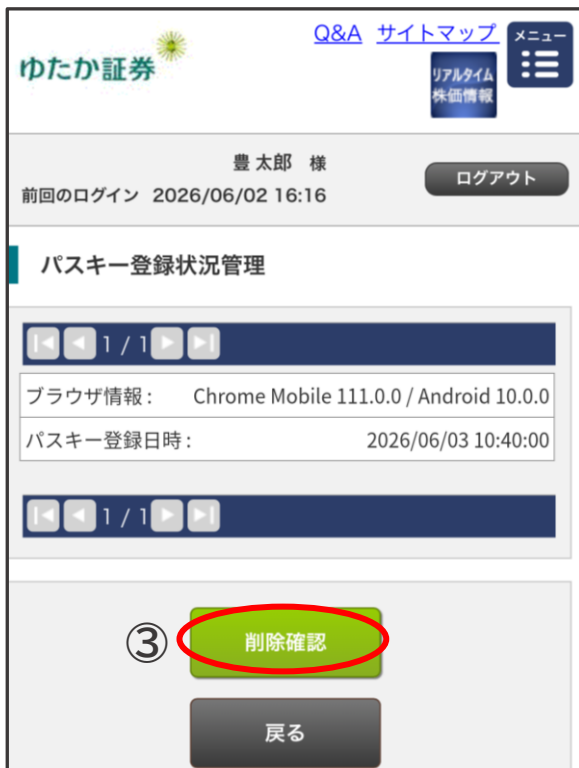 Q&A サイトマップ メニュー
ゆたか証券
リアルタイム
株価情報
豊 太郎 様
前回のログイン 2026/06/02 16:16
ログアウト
パスキー登録状況管理
1 / 1
ブラウザ情報： Chrome Mobile 111.0.0 / Android 10.0.0
パスキー登録日時： 2026/06/03 10:40:00
1 / 1
③ 削除確認
戻る